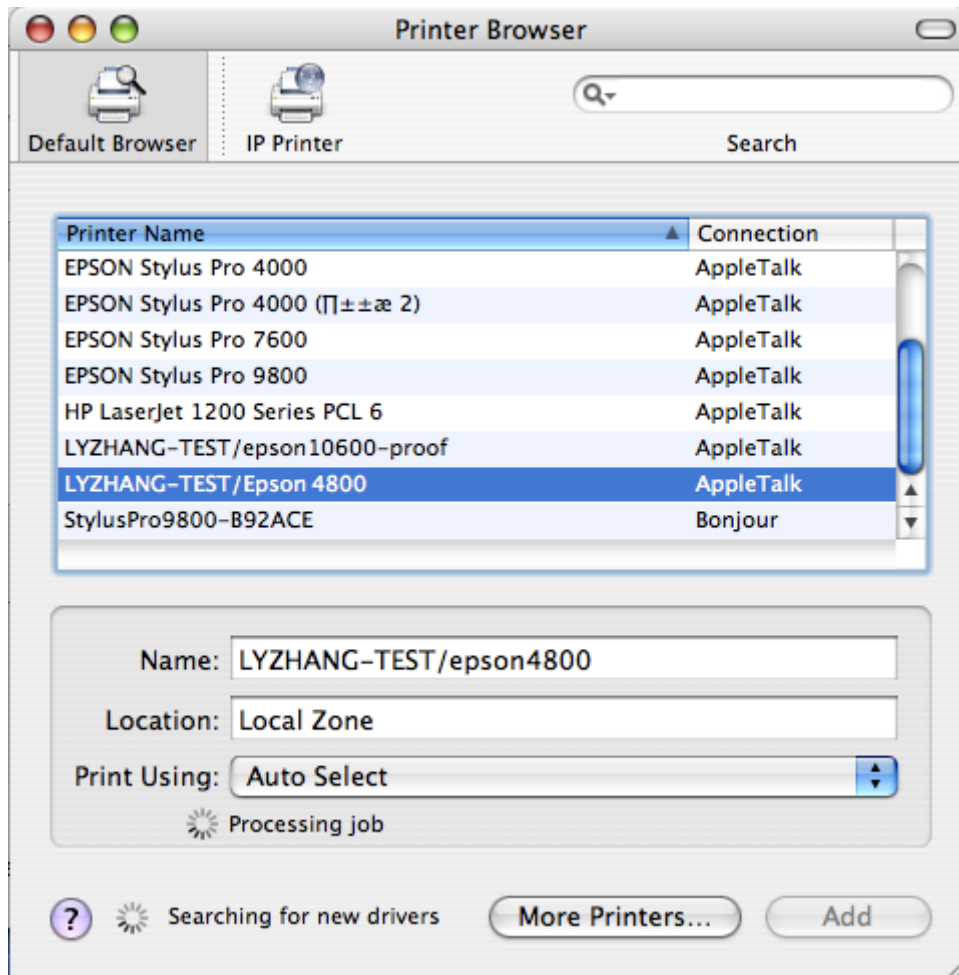 Printer Browser
Default Browser IP Printer Search
Printer Name Connection
EPSON Stylus Pro 4000 AppleTalk
EPSON Stylus Pro 4000 (∏±±æ 2) AppleTalk
EPSON Stylus Pro 7600 AppleTalk
EPSON Stylus Pro 9800 AppleTalk
HP LaserJet 1200 Series PCL 6 AppleTalk
LYZHANG-TEST/epson10600-proof AppleTalk
LYZHANG-TEST/Epson 4800 AppleTalk
StylusPro9800-B92ACE Bonjour
Name: LYZHANG-TEST/epson4800
Location: Local Zone
Print Using: Auto Select
Processing job
? Searching for new drivers More Printers... Add